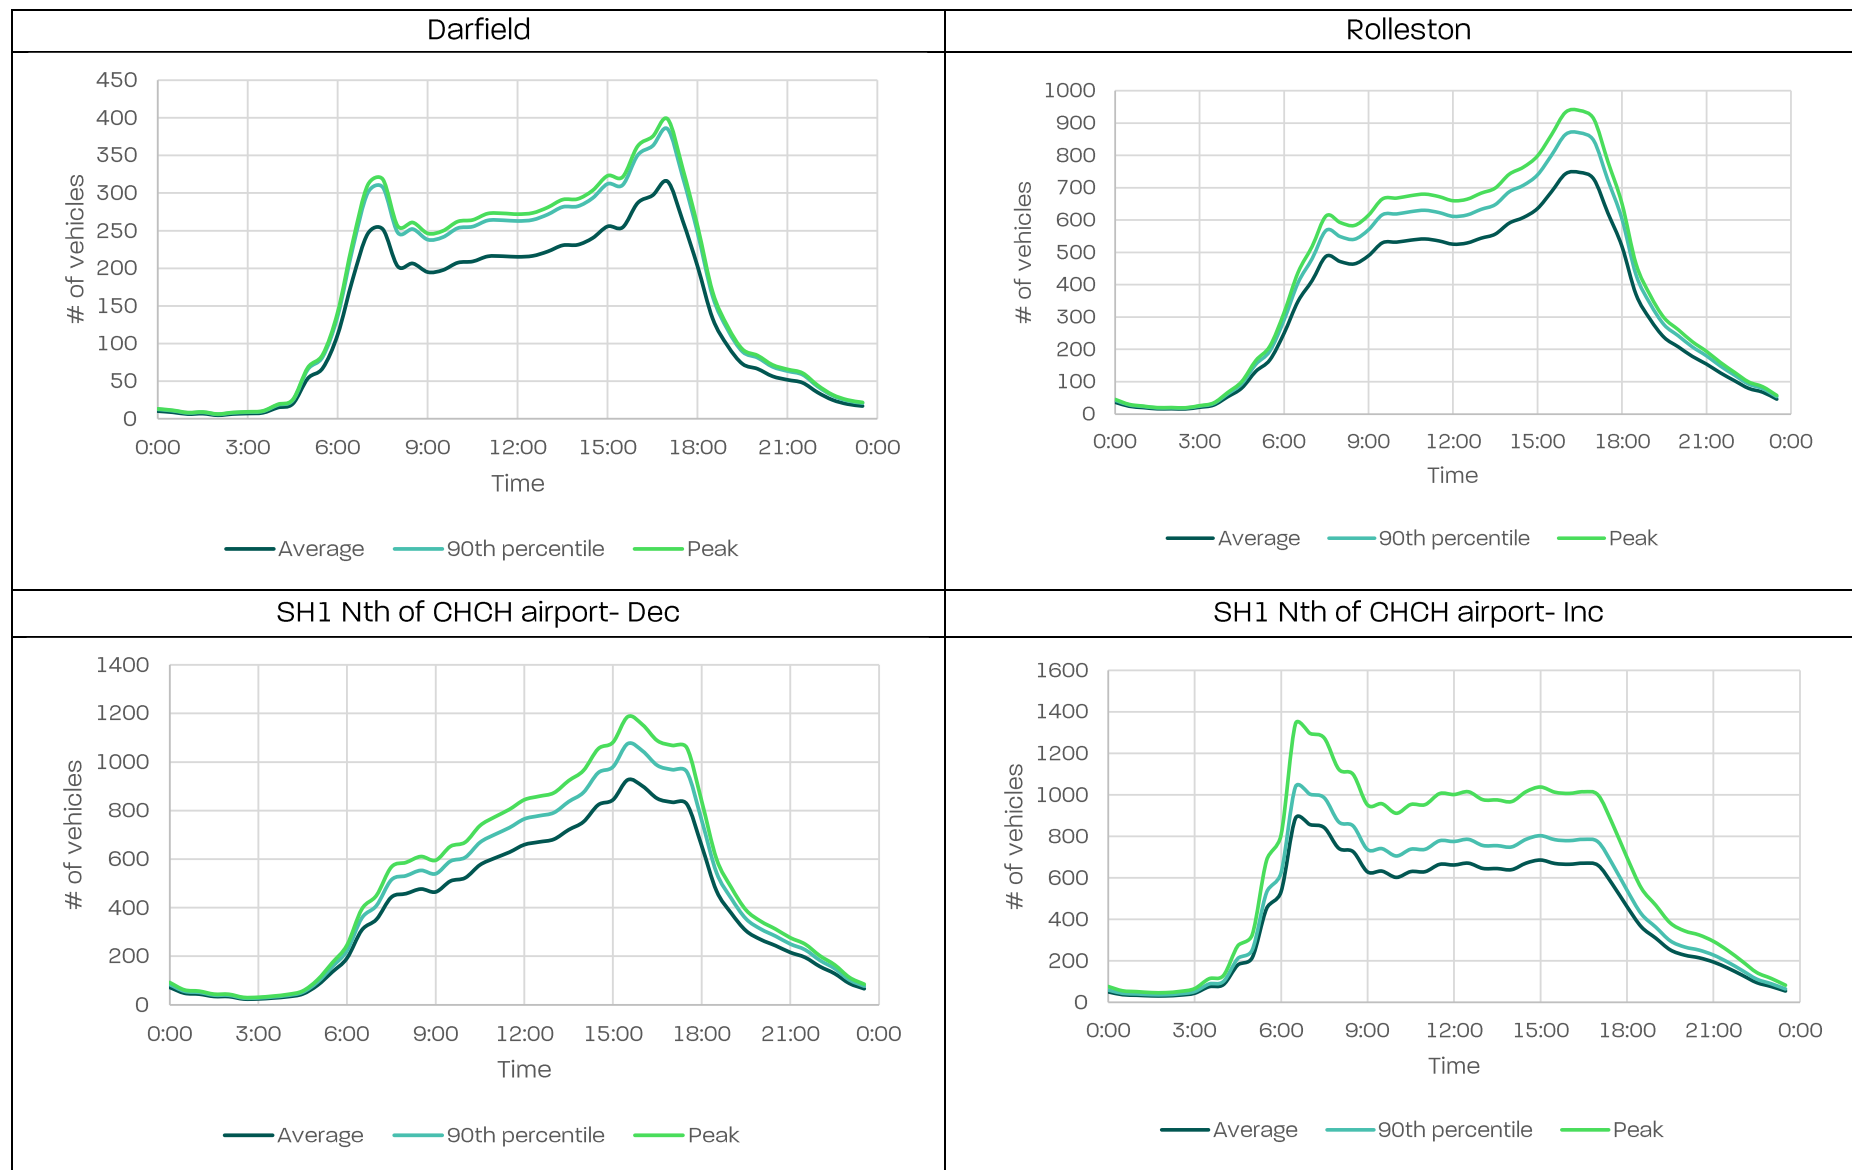 Darfield
Rolleston
450
400
350
300
250
200
150
100
50
0
# of vehicles
0:00 3:00 6:00 9:00 12:00 15:00 18:00 21:00 0:00
Time
Average 90th percentile Peak
1000
900
800
700
600
500
400
300
200
100
0
# of vehicles
0:00 3:00 6:00 9:00 12:00 15:00 18:00 21:00 0:00
Time
Average 90th percentile Peak
SH1 Nth of CHCH airport- Dec
SH1 Nth of CHCH airport- Inc
1400
1200
1000
800
600
400
200
0
# of vehicles
0:00 3:00 6:00 9:00 12:00 15:00 18:00 21:00 0:00
Time
Average 90th percentile Peak
1600
1400
1200
1000
800
600
400
200
0
# of vehicles
0:00 3:00 6:00 9:00 12:00 15:00 18:00 21:00 0:00
Time
Average 90th percentile Peak